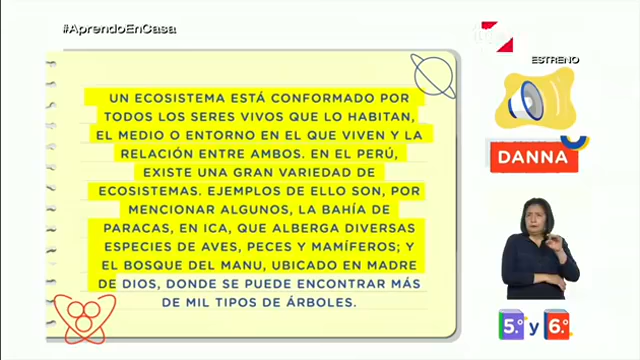 #AprendoEnCasa
ESTRENO
UN ECOSISTEMA ESTÁ CONFORMADO POR
TODOS LOS SERES VIVOS QUE LO HABITAN,
EL MEDIO O ENTORNO EN EL QUE VIVEN Y LA
RELACIÓN ENTRE AMBOS. EN EL PERÚ,
EXISTE UNA GRAN VARIEDAD DE
ECOSISTEMAS. EJEMPLOS DE ELLO SON, POR
MENCIONAR ALGUNOS, LA BAHÍA DE
PARACAS, EN ICA, QUE ALBERGA DIVERSAS
ESPECIES DE AVES, PECES Y MAMÍFEROS; Y
EL BOSQUE DEL MANU, UBICADO EN MADRE
DE DIOS, DONDE SE PUEDE ENCONTRAR MÁS
DE MIL TIPOS DE ÁRBOLES.
DANNA
5.º y 6.º